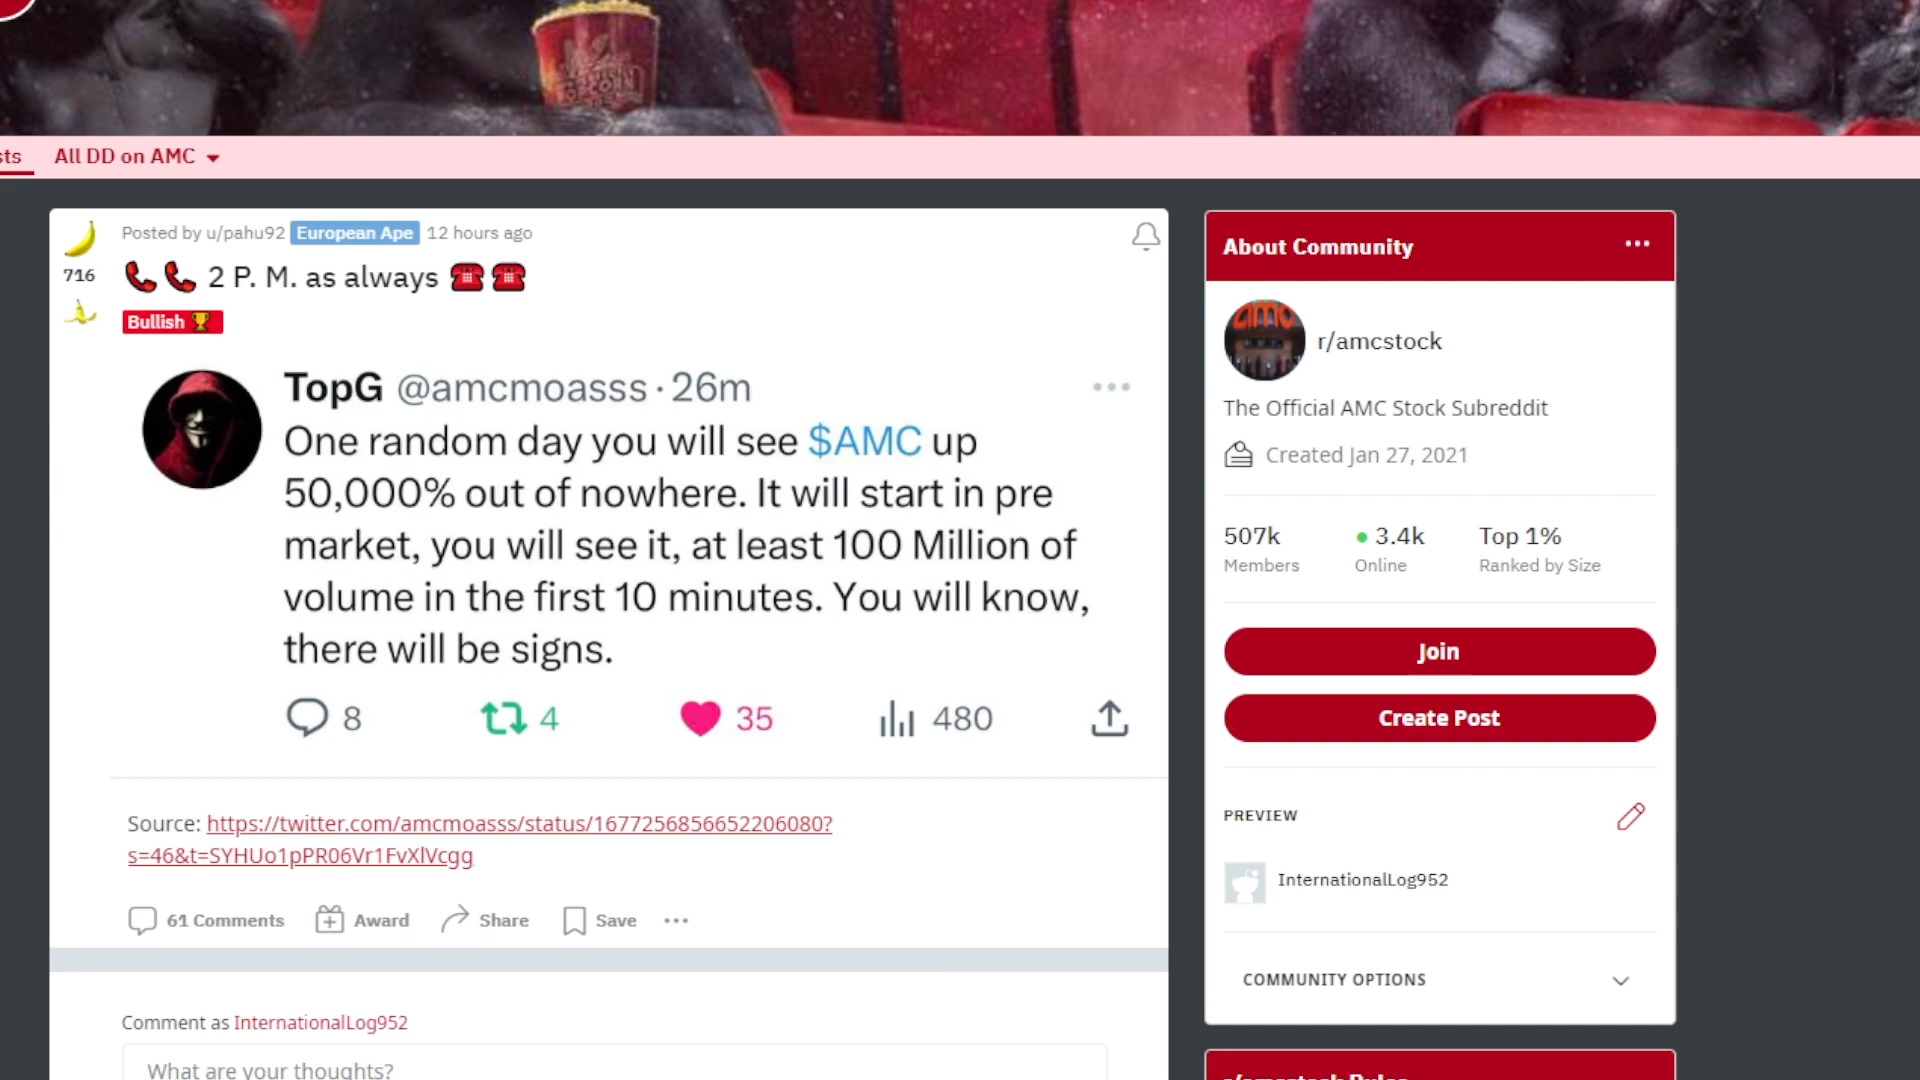 All DD on AMC
Posted by u/pahu92 European Ape 12 hours ago
716
2 P. M. as always
Bullish
TopG @amcmoasss · 26m
One random day you will see $AMC up
50,000% out of nowhere. It will start in pre
market, you will see it, at least 100 Million of
volume in the first 10 minutes. You will know,
there will be signs.
8 4 35 480
Source: https://twitter.com/amcmoasss/status/1677256856652206080?
s=46&t=SYHUo1pPR06Vr1FvXlVcgg
61 Comments Award Share Save
Comment as InternationalLog952
What are your thoughts?
About Community
r/amcstock
The Official AMC Stock Subreddit
Created Jan 27, 2021
507k 3.4k Top 1%
Members Online Ranked by Size
Join
Create Post
PREVIEW
InternationalLog952
COMMUNITY OPTIONS